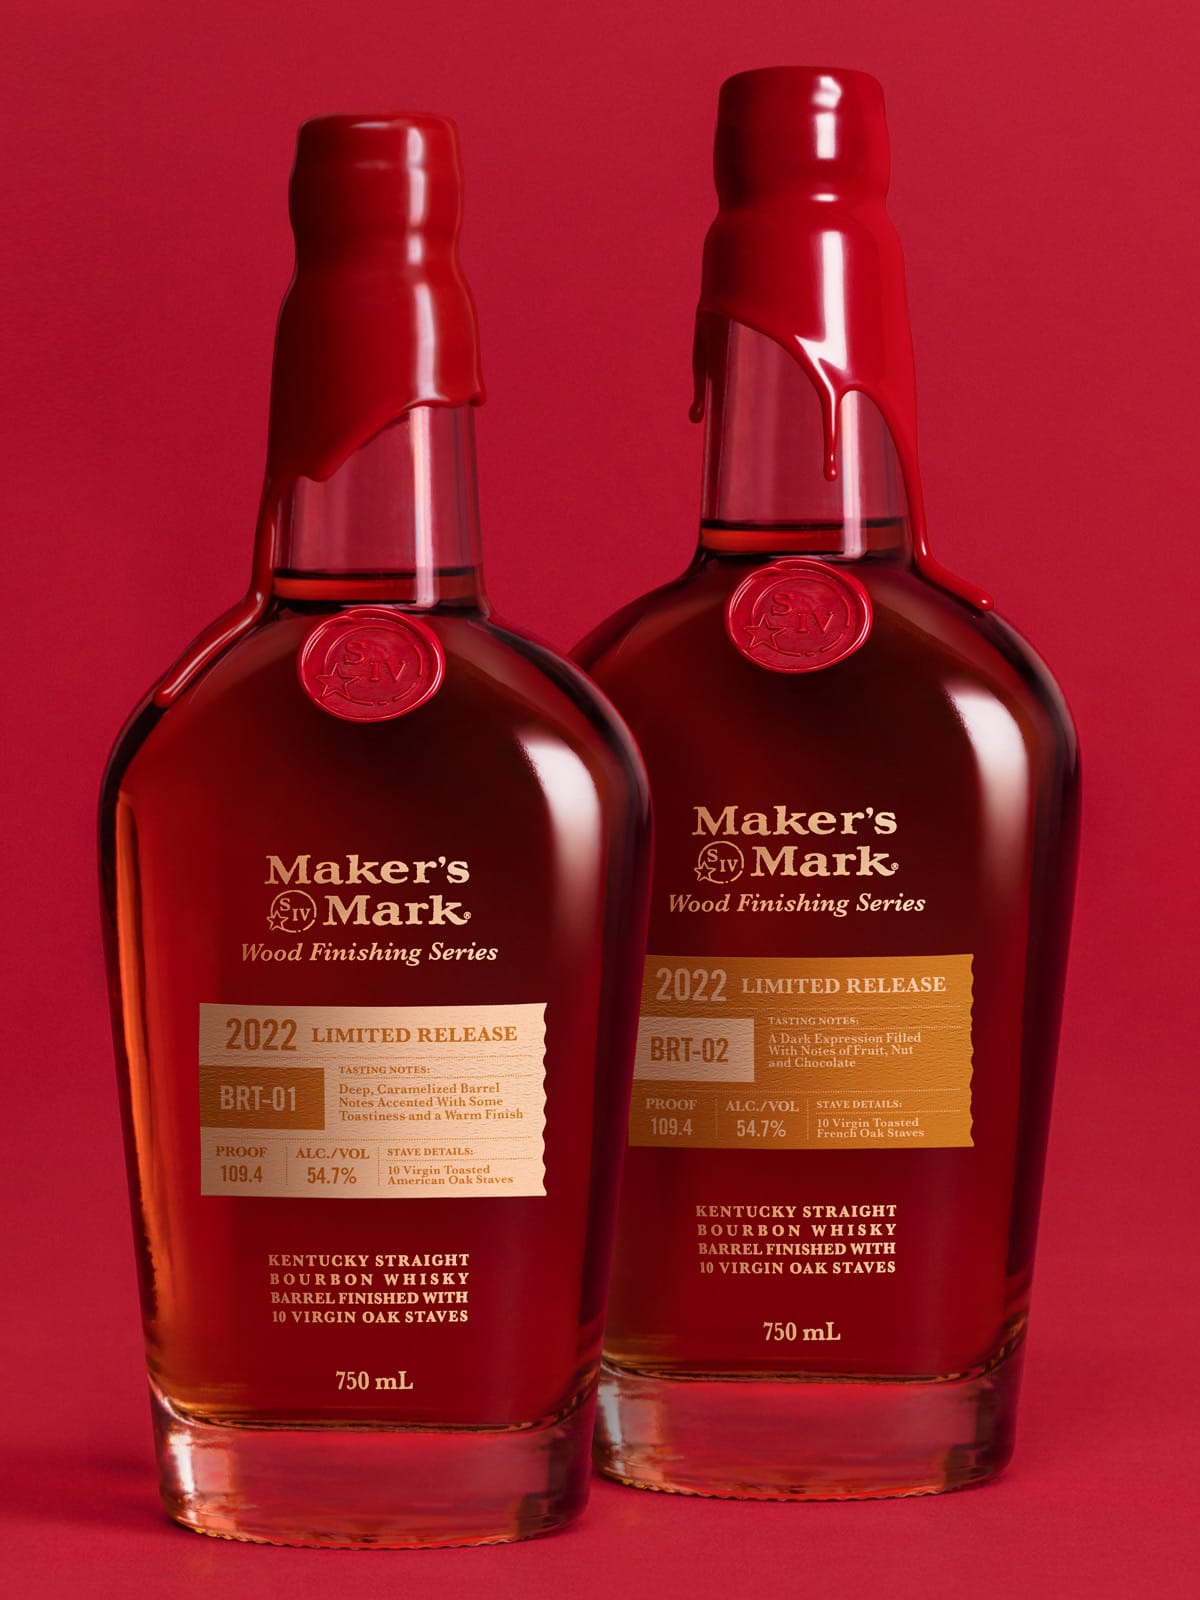 S IV
Maker's
S IV Mark®
Wood Finishing Series
2022 LIMITED RELEASE
BRT-01
TASTING NOTES:
Deep, Caramelized Barrel
Notes Accented With Some
Toastiness and a Warm Finish
PROOF
109.4
ALC./VOL
54.7%
STAVE DETAILS:
10 Virgin Toasted
American Oak Staves
KENTUCKY STRAIGHT
BOURBON WHISKY
BARREL FINISHED WITH
10 VIRGIN OAK STAVES
750 mL
S IV
Maker's
S IV Mark®
Wood Finishing Series
2022 LIMITED RELEASE
BRT-02
TASTING NOTES:
A Dark Expression Filled
With Notes of Fruit, Nut
and Chocolate
PROOF
109.4
ALC./VOL
54.7%
STAVE DETAILS:
10 Virgin Toasted
French Oak Staves
KENTUCKY STRAIGHT
BOURBON WHISKY
BARREL FINISHED WITH
10 VIRGIN OAK STAVES
750 mL